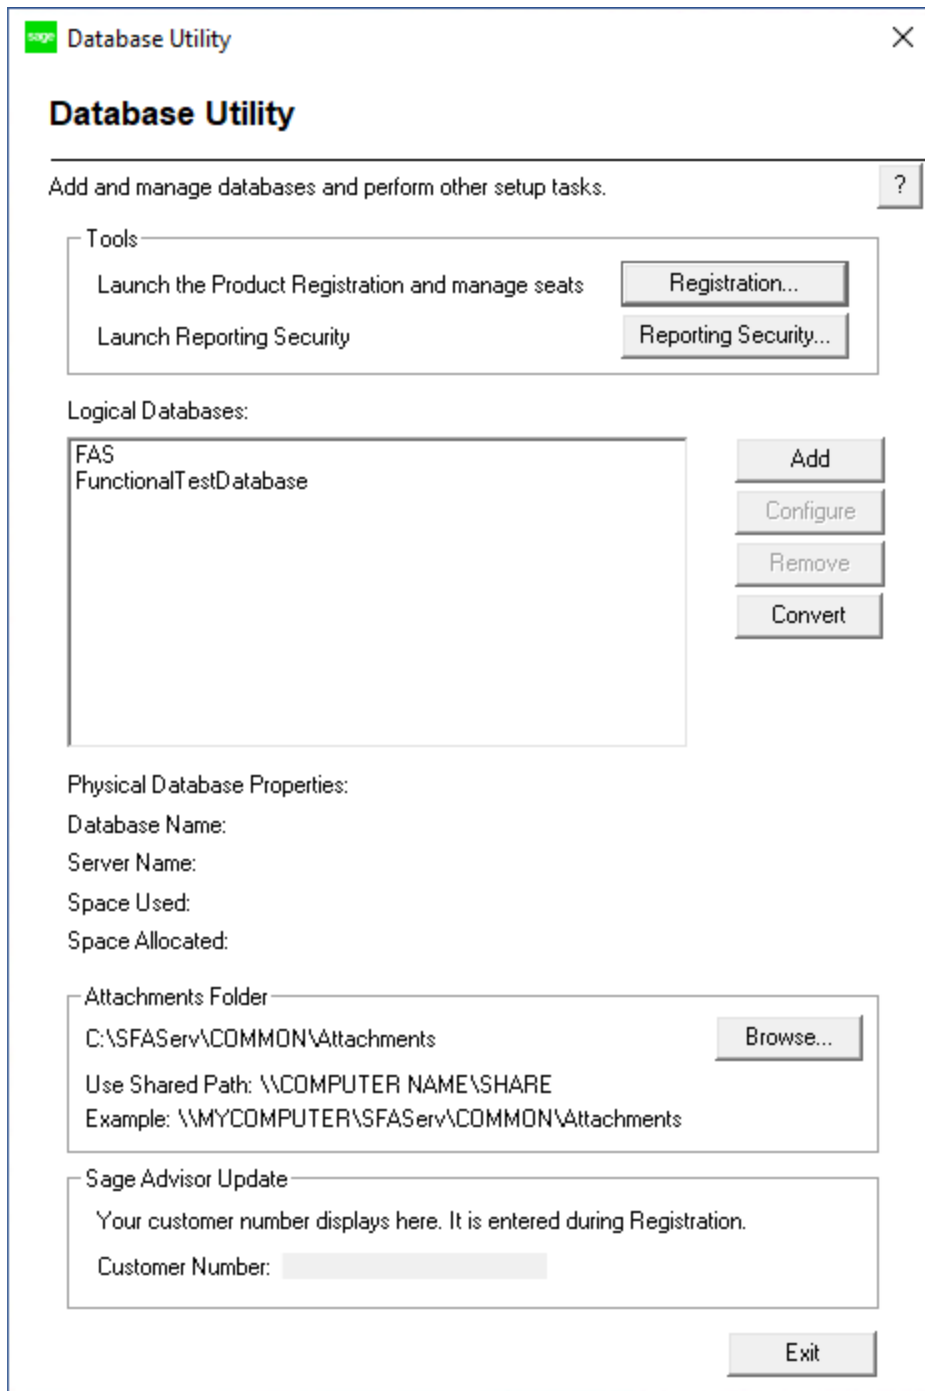 sage Database Utility
Database Utility
Add and manage databases and perform other setup tasks. ?
Tools
Launch the Product Registration and manage seats Registration...
Launch Reporting Security Reporting Security...
Logical Databases:
FAS
FunctionalTestDatabase
Add
Configure
Remove
Convert
Physical Database Properties:
Database Name:
Server Name:
Space Used:
Space Allocated:
Attachments Folder
C:\SFAServ\COMMON\Attachments Browse...
Use Shared Path: \\COMPUTER NAME\SHARE
Example: \\MYCOMPUTER\SFAServ\COMMON\Attachments
Sage Advisor Update
Your customer number displays here. It is entered during Registration.
Customer Number:
Exit